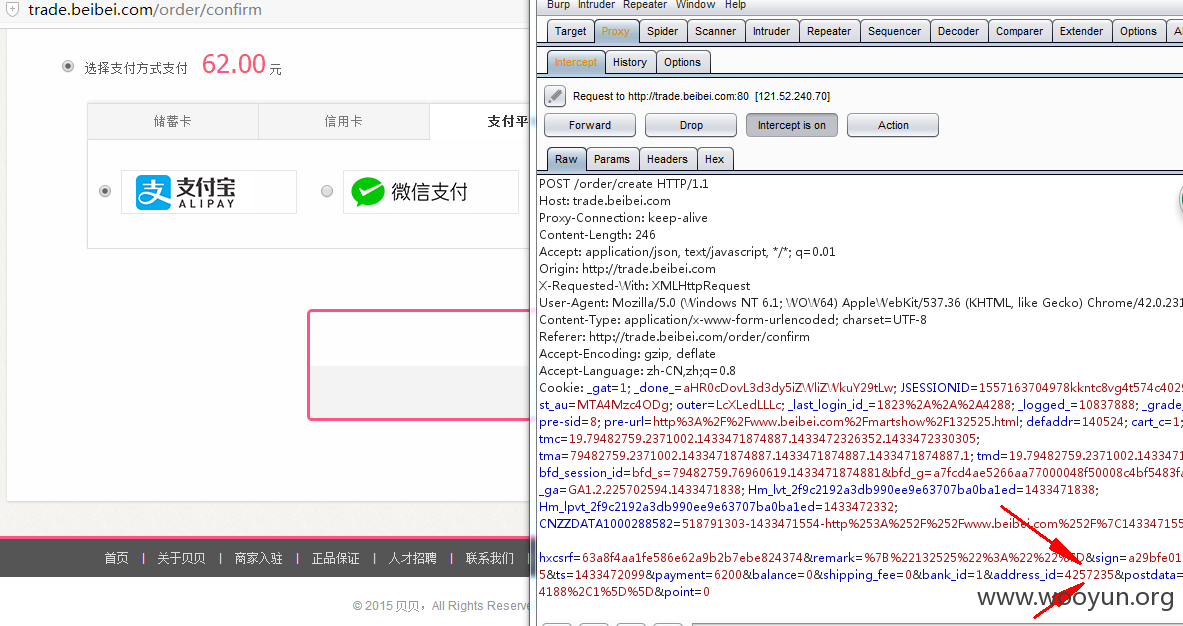 trade.beibei.com/order/confirm
选择支付方式支付 62.00 元
储蓄卡 信用卡 支付平
支付宝
ALIPAY
微信支付
首页 | 关于贝贝 | 商家入驻 | 正品保证 | 人才招聘 | 联系我们 |
© 2015 贝贝，All Rights Reserve
Burp Intruder Repeater Window Help
Target Proxy Spider Scanner Intruder Repeater Sequencer Decoder Comparer Extender Options Al
Intercept History Options
Request to http://trade.beibei.com:80 [121.52.240.70]
Forward Drop Intercept is on Action
Raw Params Headers Hex
POST /order/create HTTP/1.1
Host: trade.beibei.com
Proxy-Connection: keep-alive
Content-Length: 246
Accept: application/json, text/javascript, */*; q=0.01
Origin: http://trade.beibei.com
X-Requested-With: XMLHttpRequest
User-Agent: Mozilla/5.0 (Windows NT 6.1; WOW64) AppleWebKit/537.36 (KHTML, like Gecko) Chrome/42.0.231
Content-Type: application/x-www-form-urlencoded; charset=UTF-8
Referer: http://trade.beibei.com/order/confirm
Accept-Encoding: gzip, deflate
Accept-Language: zh-CN,zh;q=0.8
Cookie: _gat=1; _done_=aHR0cDovL3d3dy5iZWliZWkuY29tLw; JSESSIONID=1557163704978kkntc8vg4t574c4029
st_au=MTA4Mzc4ODg; outer=LcXLedLLLc; _last_login_id_=1823%2A%2A%2A4288; _logged_=10837888; _grade_
pre-sid=8; pre-url=http%3A%2F%2Fwww.beibei.com%2Fmartshow%2F132525.html; defaddr=140524; cart_c=1;
tmc=19.79482759.2371002.1433471874887.1433472326352.1433472330305;
tma=79482759.2371002.1433471874887.1433471874887.1433471874887.1; tmd=19.79482759.2371002.143347
bfd_session_id=bfd_s=79482759.76960619.1433471874881&bfd_g=a7fcd4ae5266aa77000048f50008c4bf5483fa
_ga=GA1.2.225702594.1433471838; Hm_lvt_2f9c2192a3db990ee9e63707ba0ba1ed=1433471838;
Hm_lpvt_2f9c2192a3db990ee9e63707ba0ba1ed=1433472332;
CNZZDATA1000288582=518791303-1433471554-http%253A%252F%252Fwww.beibei.com%252F%7C143347155
hxcsrf=63a8f4aa1fe586e62a9b2b7ebe824374&remark=%7B%22132525%22%3A%22%22%7D&sign=a29bfe01
5&ts=1433472099&payment=6200&balance=0&shipping_fee=0&bank_id=1&address_id=4257235&postdata=
4188%2C1%5D%5D&point=0
www.wooyun.org